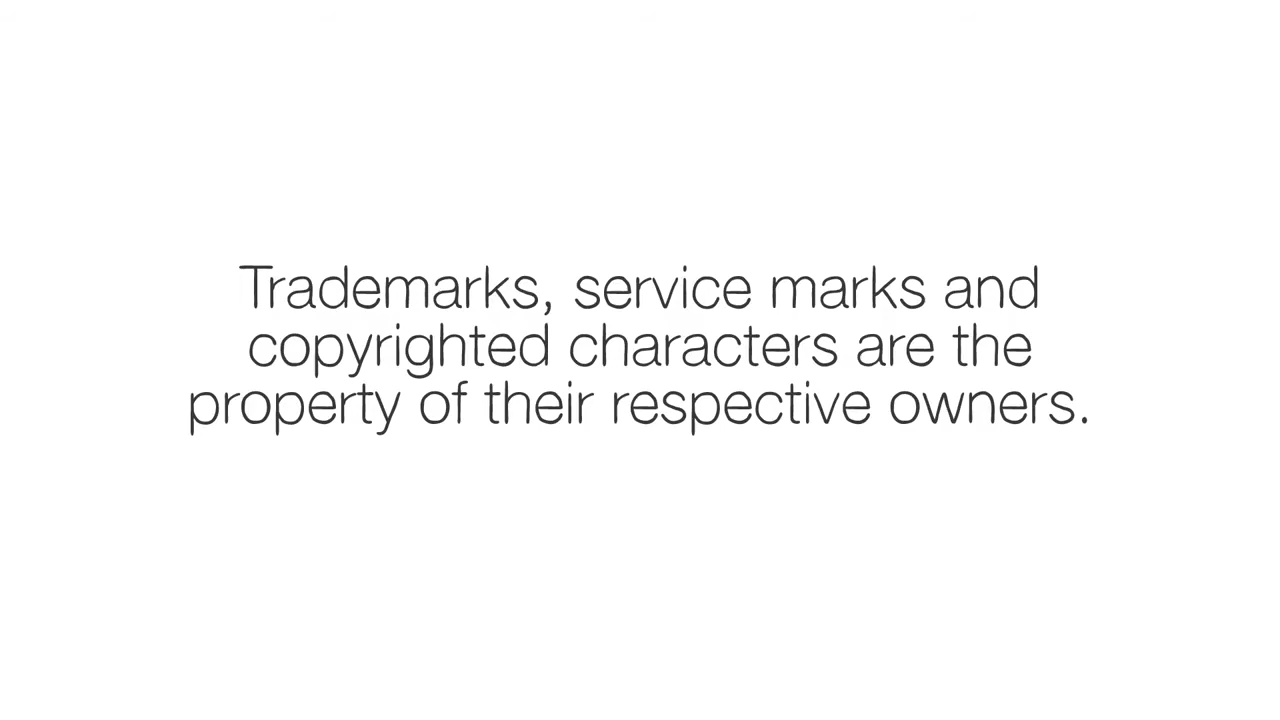 Trademarks, service marks and
copyrighted characters are the
property of their respective owners.